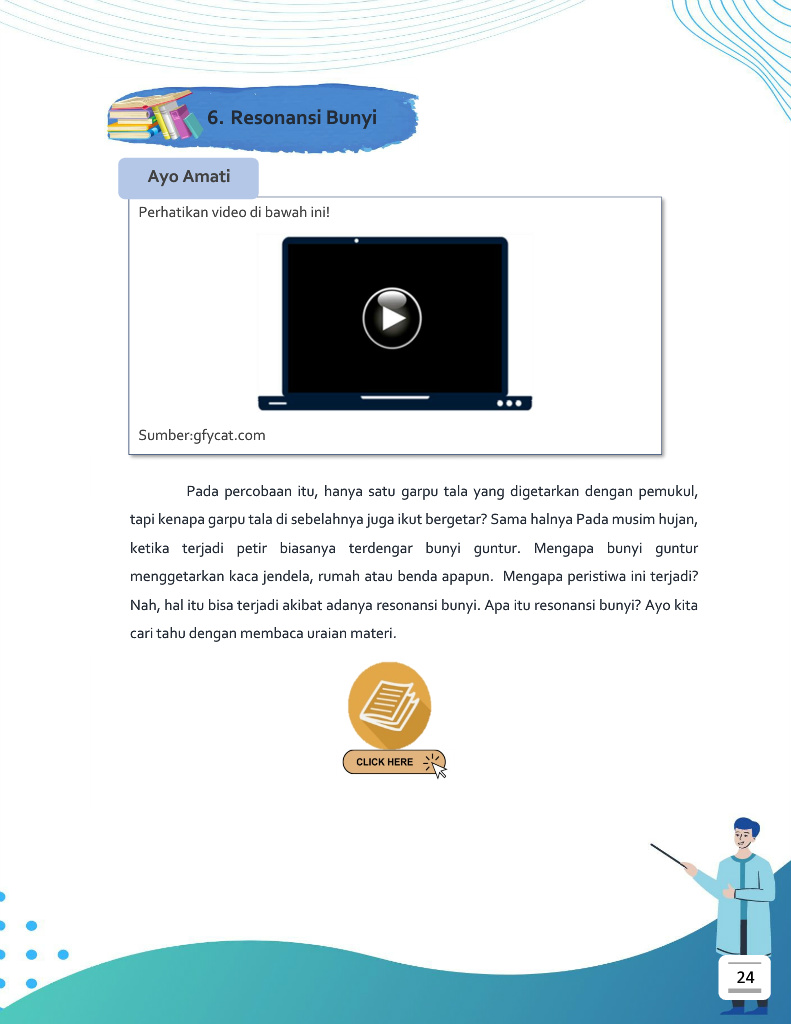 6. Resonansi Bunyi
Ayo Amati
Perhatikan video di bawah ini!
Sumber:gfycat.com
Pada percobaan itu, hanya satu garpu tala yang digetarkan dengan pemukul,
tapi kenapa garpu tala di sebelahnya juga ikut bergetar? Sama halnya Pada musim hujan,
ketika terjadi petir biasanya terdengar bunyi guntur. Mengapa bunyi guntur
menggetarkan kaca jendela, rumah atau benda apapun. Mengapa peristiwa ini terjadi?
Nah, hal itu bisa terjadi akibat adanya resonansi bunyi. Apa itu resonansi bunyi? Ayo kita
cari tahu dengan membaca uraian materi.
CLICK HERE
24